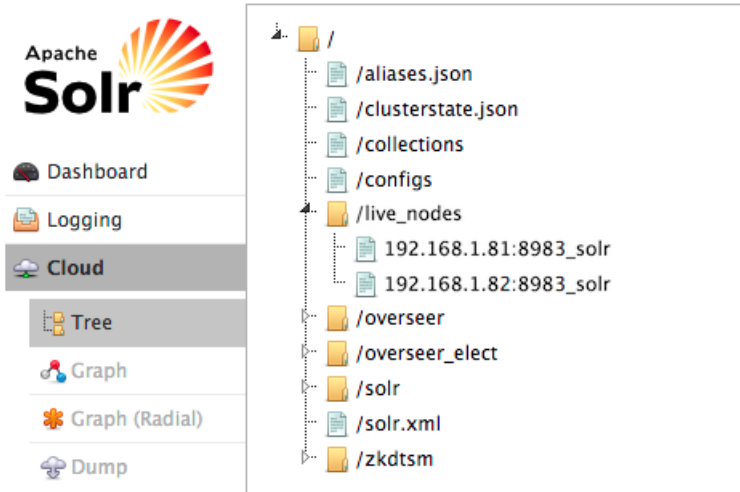 Apache
Solr
Dashboard
Logging
Cloud
Tree
Graph
Graph (Radial)
Dump
/
/aliases.json
/clusterstate.json
/collections
/configs
/live_nodes
192.168.1.81:8983_solr
192.168.1.82:8983_solr
/overseer
/overseer_elect
/solr
/solr.xml
/zkdtsm